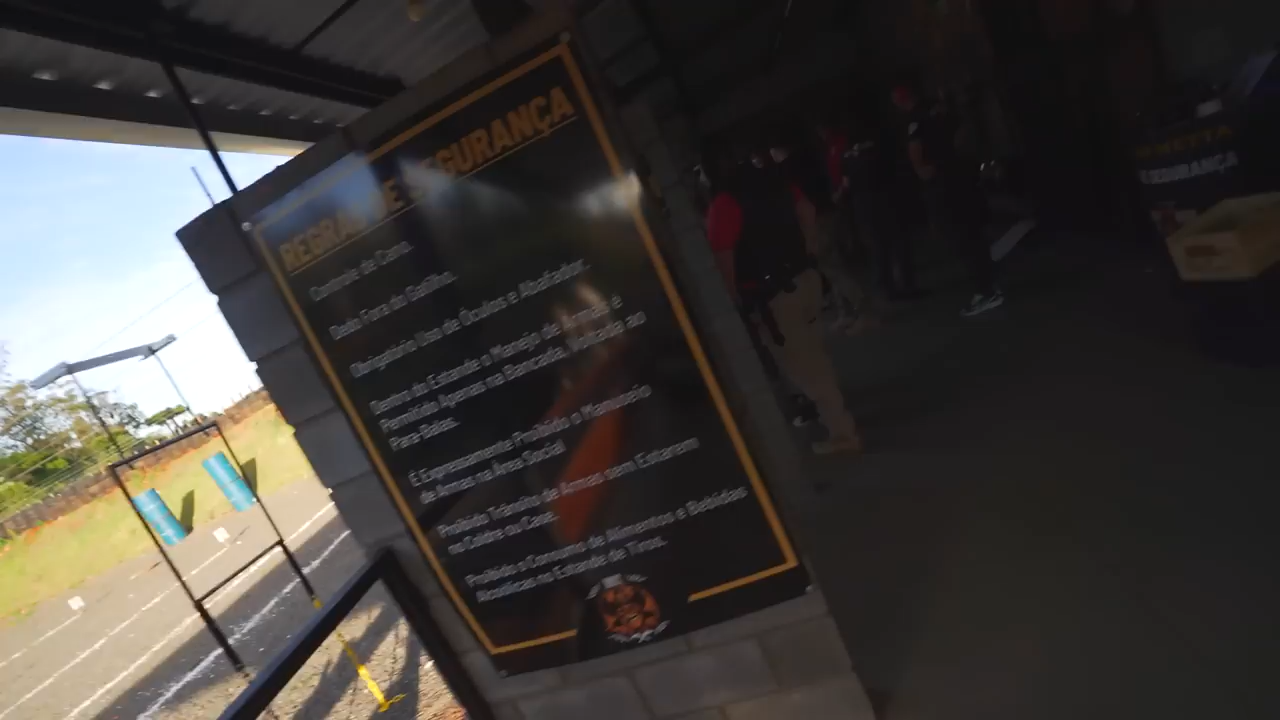 REGRAS DE SEGURANÇA
Controle de Cano.
Dedo Fora do Gatilho.
Obrigatório Uso de Óculos e Abafador.
Dentro do Estande o Manejo de Armas é
Permitido Apenas na Bancada, Voltada ao
Para-Balas.
É Expressamente Proibido o Manuseio
de Armas na Área Social
Proibido Trânsito de Armas sem Estarem
no Coldre ou Case.
Proibido o Consumo de Alimentos e Bebidas
Alcoólicas no Estande de Tiros.
SEGURANÇA